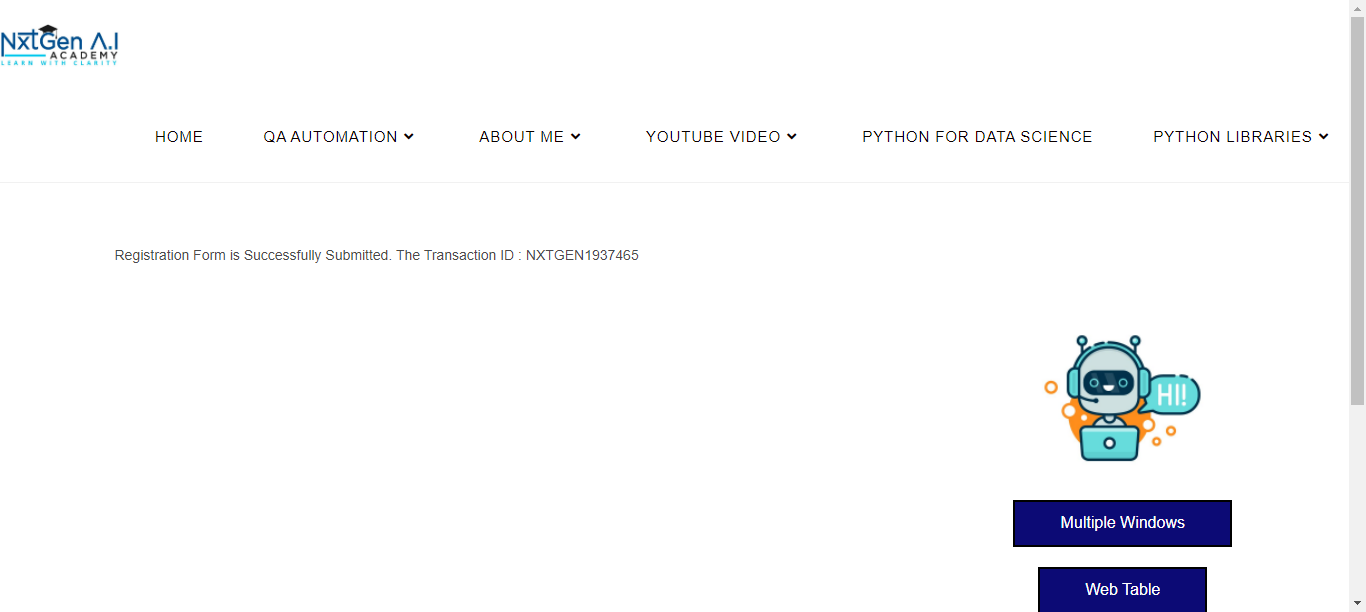 NxtGen A.I
ACADEMY
LEARN WITH CLARITY
HOME QA AUTOMATION ABOUT ME YOUTUBE VIDEO PYTHON FOR DATA SCIENCE PYTHON LIBRARIES
Registration Form is Successfully Submitted. The Transaction ID : NXTGEN1937465
HI!
Multiple Windows
Web Table